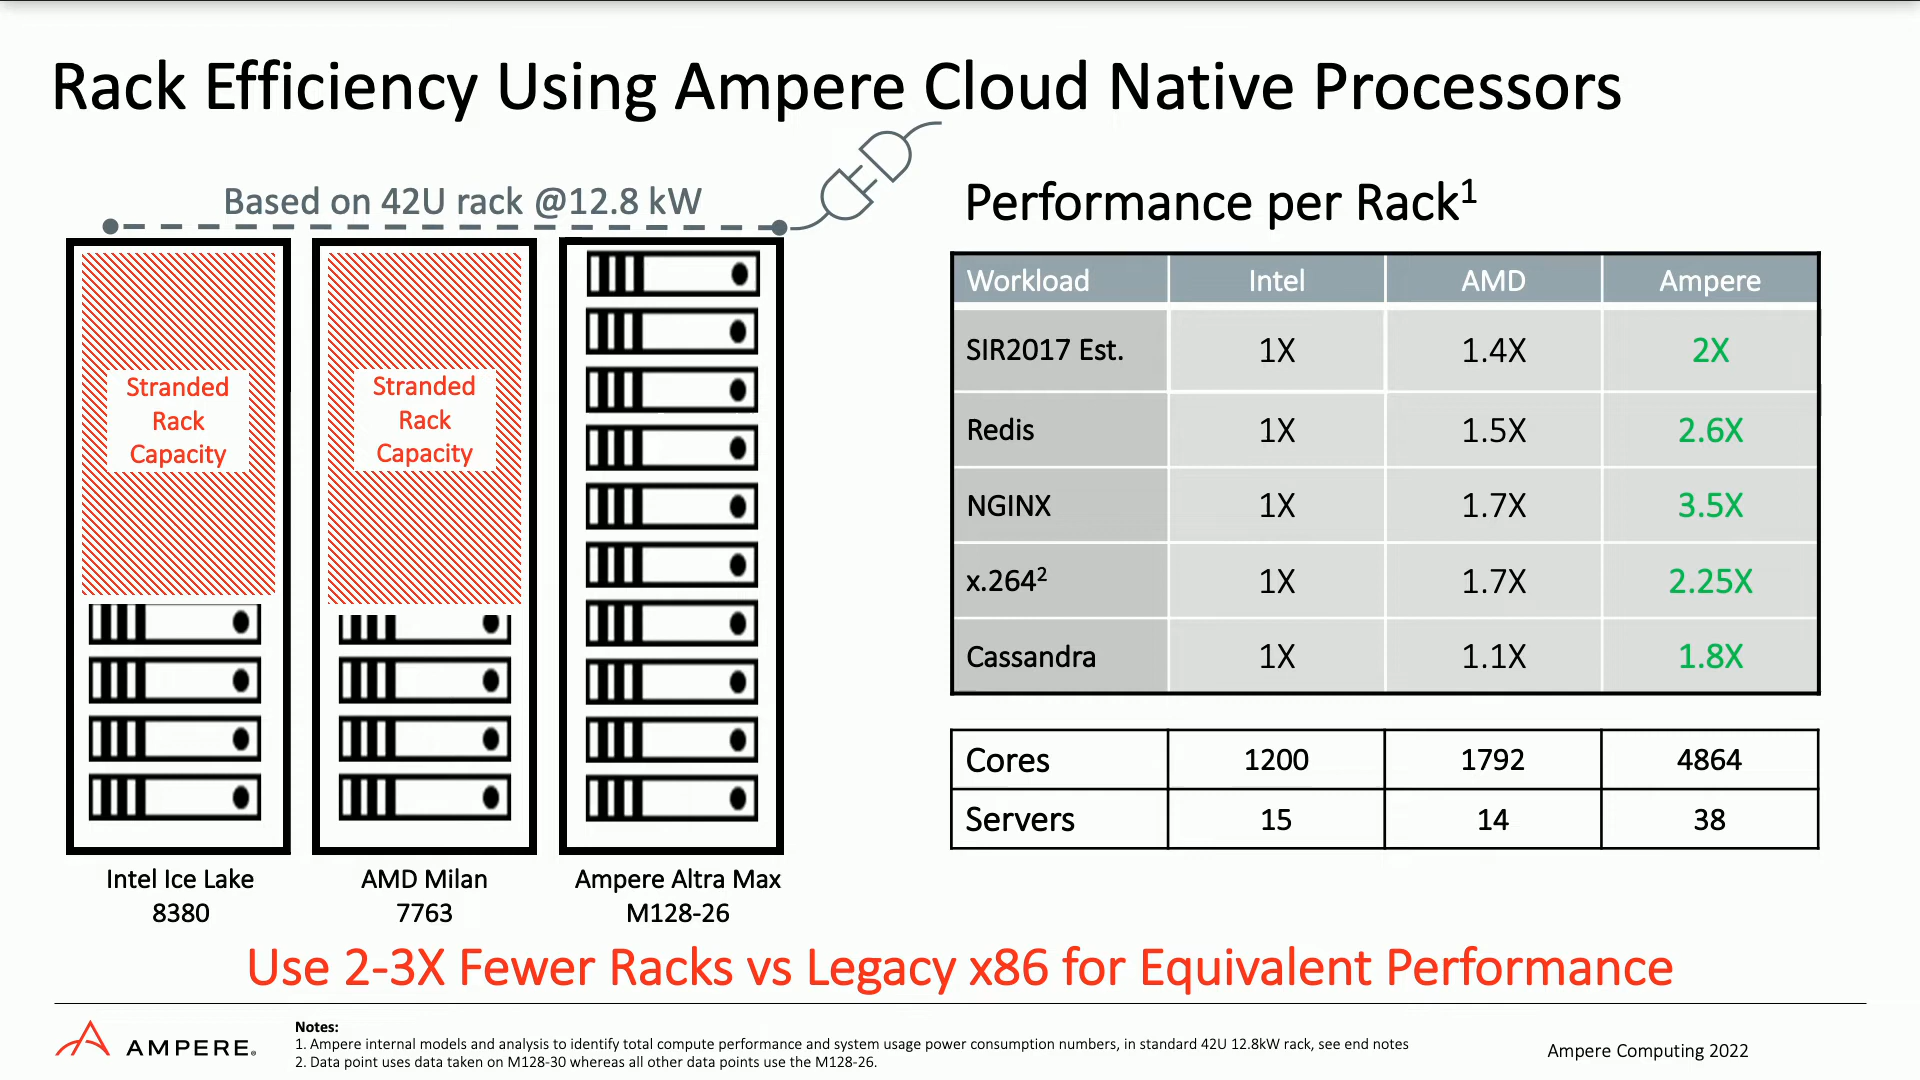 Rack Efficiency Using Ampere Cloud Native Processors
Based on 42U rack @12.8 kW
Stranded
Rack
Capacity
Stranded
Rack
Capacity
Intel Ice Lake
8380
AMD Milan
7763
Ampere Altra Max
M128-26
Performance per Rack¹
Workload Intel AMD Ampere
SIR2017 Est. 1X 1.4X 2X
Redis 1X 1.5X 2.6X
NGINX 1X 1.7X 3.5X
x.264² 1X 1.7X 2.25X
Cassandra 1X 1.1X 1.8X
Cores 1200 1792 4864
Servers 15 14 38
Use 2-3X Fewer Racks vs Legacy x86 for Equivalent Performance
AMPERE.
Notes:
1. Ampere internal models and analysis to identify total compute performance and system usage power consumption numbers, in standard 42U 12.8kW rack, see end notes
2. Data point uses data taken on M128-30 whereas all other data points use the M128-26.
Ampere Computing 2022